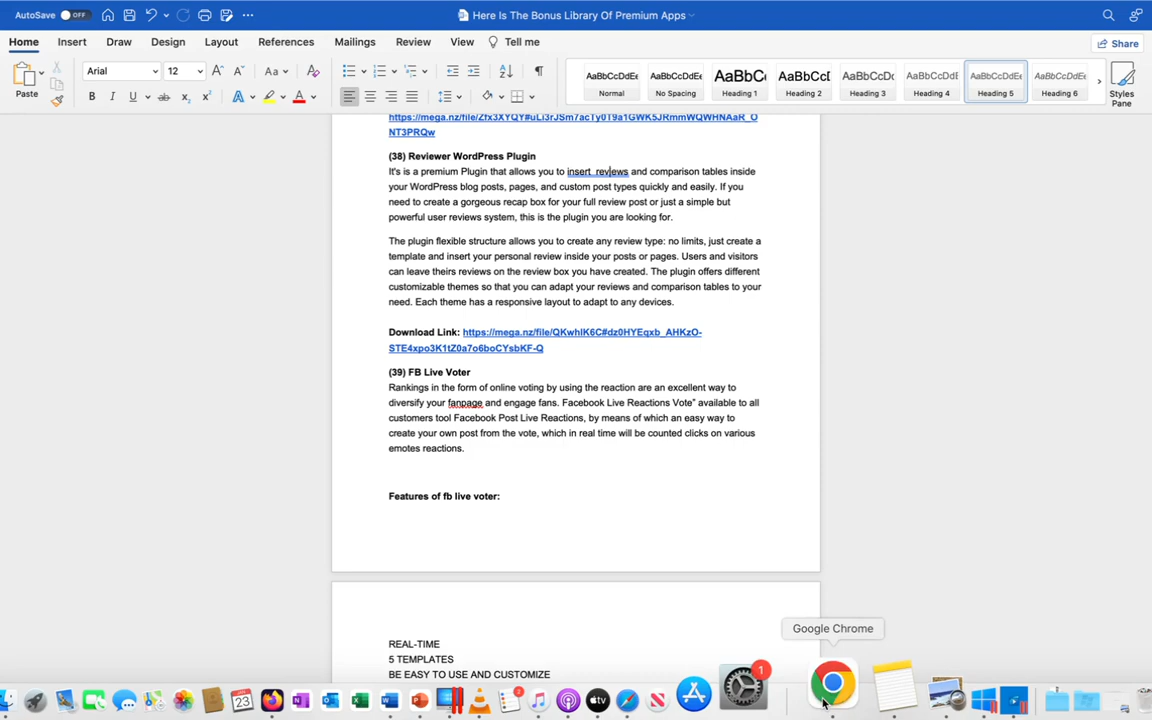 AutoSave OFF
Here Is The Bonus Library Of Premium Apps
Home Insert Draw Design Layout References Mailings Review View Tell me
Share
Paste
Arial 12 Aa
AaBbCcDdEe AaBbCcDdEe AaBbCc AaBbCcD AaBbCcDc AaBbCcDdE AaBbCcDdEe AaBbCcDdEe
Normal No Spacing Heading 1 Heading 2 Heading 3 Heading 4 Heading 5 Heading 6
Styles
Pane
(38) Reviewer WordPress Plugin
It's is a premium Plugin that allows you to insert reviews and comparison tables inside
your WordPress blog posts, pages, and custom post types quickly and easily. If you
need to create a gorgeous recap box for your full review post or just a simple but
powerful user reviews system, this is the plugin you are looking for.
The plugin flexible structure allows you to create any review type: no limits, just create a
template and insert your personal review inside your posts or pages. Users and visitors
can leave theirs reviews on the review box you have created. The plugin offers different
customizable themes so that you can adapt your reviews and comparison tables to your
need. Each theme has a responsive layout to adapt to any devices.
Download Link: https://mega.nz/file/QKwhlK6C#dz0HYEqxb_AHKzO-
STE4xpo3K1tZ0a7o6boCYsbKF-Q
(39) FB Live Voter
Rankings in the form of online voting by using the reaction are an excellent way to
diversify your fanpage and engage fans. Facebook Live Reactions Vote" available to all
customers tool Facebook Post Live Reactions, by means of which an easy way to
create your own post from the vote, which in real time will be counted clicks on various
emotes reactions.
Features of fb live voter:
REAL-TIME
5 TEMPLATES
BE EASY TO USE AND CUSTOMIZE
Google Chrome
1
23